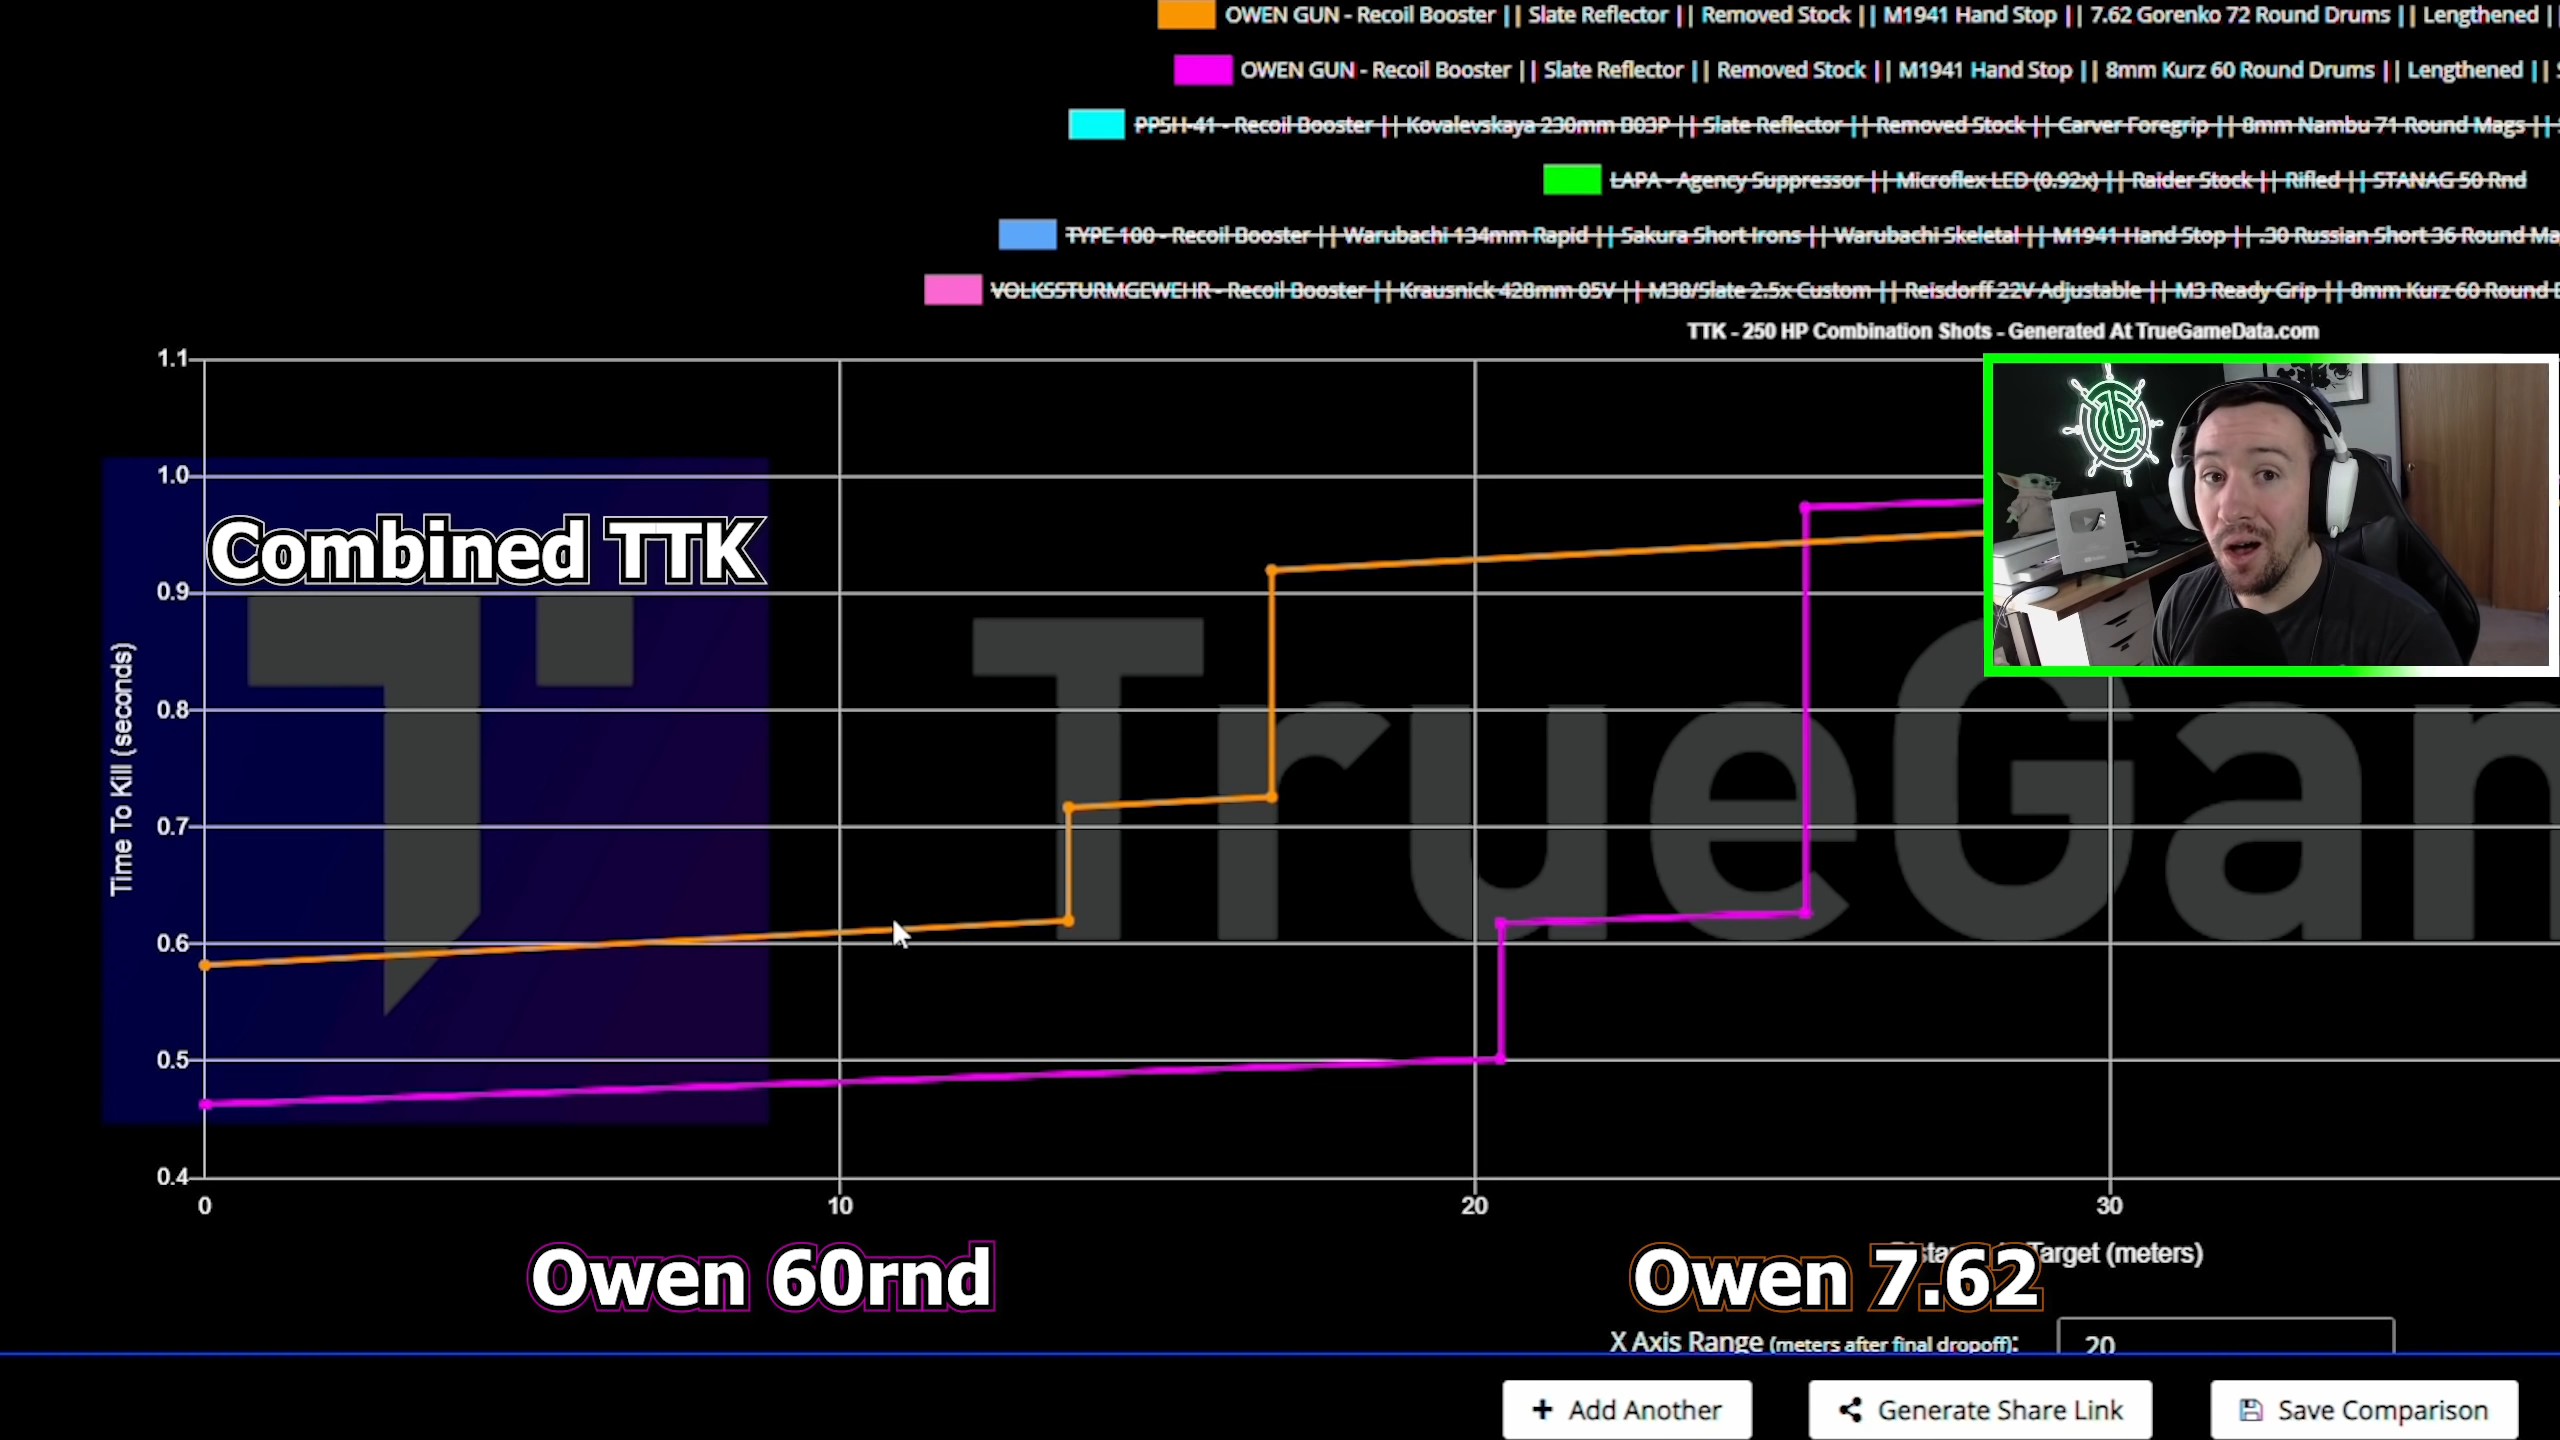 OWEN GUN - Recoil Booster || Slate Reflector || Removed Stock || M1941 Hand Stop || 7.62 Gorenko 72 Round Drums || Lengthened ||
OWEN GUN - Recoil Booster || Slate Reflector || Removed Stock || M1941 Hand Stop || 8mm Kurz 60 Round Drums || Lengthened ||
PPSH-41 - Recoil Booster || Kovalevskaya 230mm B03P || Slate Reflector || Removed Stock || Carver Foregrip || 8mm Nambu 71 Round Mags ||
LAPA - Agency Suppressor || Microflex LED (0.92x) || Raider Stock || Rifled || STANAG 50 Rnd
TYPE 100 - Recoil Booster || Warubachi 134mm Rapid || Sakura Short Irons || Warubachi Skeletal || M1941 Hand Stop || .30 Russian Short 36 Round Ma
VOLKSSTURMGEWEHR - Recoil Booster || Krausnick 428mm 05V || M38/Slate 2.5x Custom || Reisdorff 22V Adjustable || M3 Ready Grip || 8mm Kurz 60 Round
TTK - 250 HP Combination Shots - Generated At TrueGameData.com
1.1
1.0
Combined TTK
0.9
TrueGam
0.8
Time To Kill (seconds)
0.7
0.6
0.5
0.4
0
10
20
30
Target (meters)
Owen 60rnd
Owen 7.62
X Axis Range (meters after final dropoff):
20
+ Add Another
Generate Share Link
Save Comparison